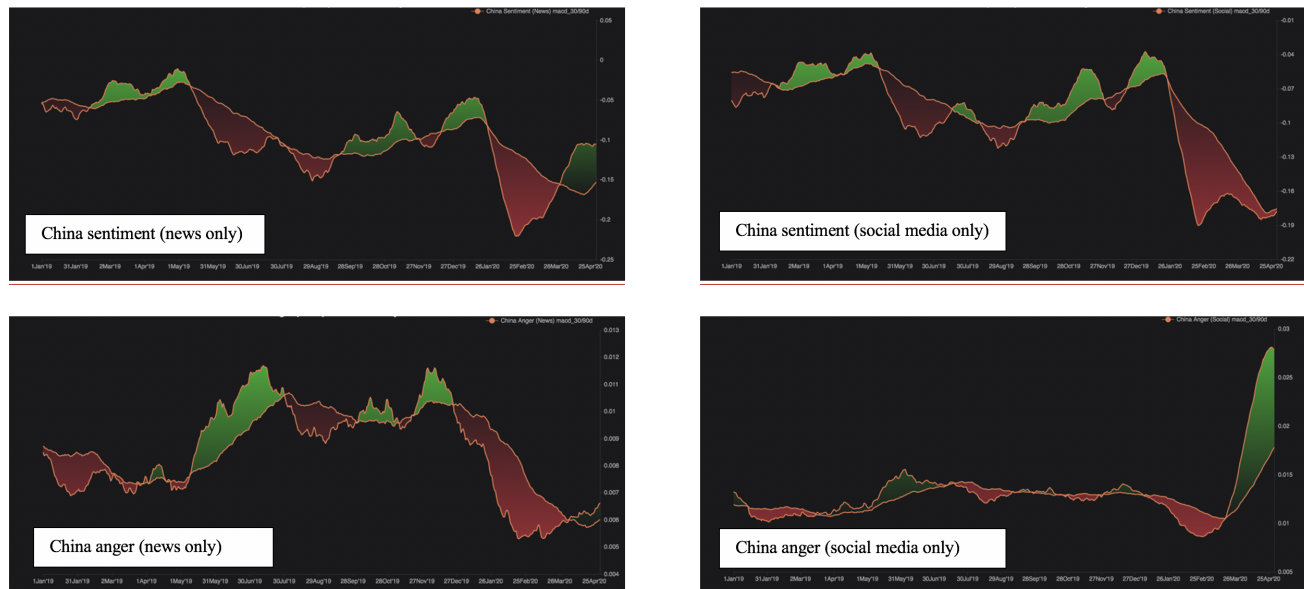 China Sentiment (News) macd_30/90d
0.05
0
-0.05
-0.1
-0.15
-0.2
-0.25
China sentiment (news only)
1Jan'19 31Jan'19 2Mar'19 1Apr'19 1May'19 31May'19 30Jun'19 30Jul'19 29Aug'19 28Sep'19 28Oct'19 27Nov'19 27Dec'19 26Jan'20 25Feb'20 26Mar'20 25Apr'20
China Sentiment (Social) macd_30/90d
-0.01
-0.04
-0.07
-0.1
-0.13
-0.16
-0.19
-0.22
China sentiment (social media only)
1Jan'19 31Jan'19 2Mar'19 1Apr'19 1May'19 31May'19 30Jun'19 30Jul'19 29Aug'19 28Sep'19 28Oct'19 27Nov'19 27Dec'19 26Jan'20 25Feb'20 26Mar'20 25Apr'20
China Anger (News) macd_30/90d
0.013
0.012
0.011
0.01
0.009
0.008
0.007
0.006
0.005
0.004
China anger (news only)
1Jan'19 31Jan'19 2Mar'19 1Apr'19 1May'19 31May'19 30Jun'19 30Jul'19 29Aug'19 28Sep'19 28Oct'19 27Nov'19 27Dec'19 26Jan'20 25Feb'20 26Mar'20 25Apr'20
China Anger (Social) macd_30/90d
0.03
0.025
0.02
0.015
0.01
0.005
China anger (social media only)
1Jan'19 31Jan'19 2Mar'19 1Apr'19 1May'19 31May'19 30Jun'19 30Jul'19 29Aug'19 28Sep'19 28Oct'19 27Nov'19 27Dec'19 26Jan'20 25Feb'20 26Mar'20 25Apr'20